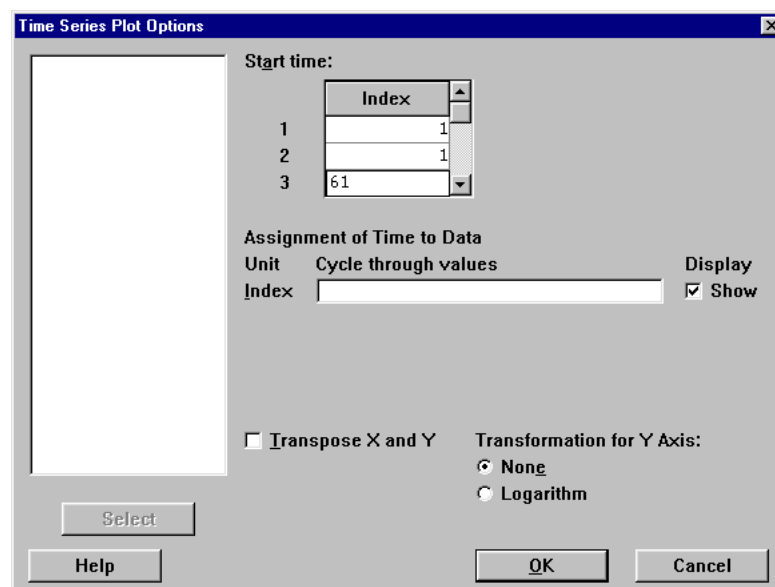 Time Series Plot Options
Start time:
Index
1 1
2 1
3 61
Assignment of Time to Data
Unit Cycle through values Display
Index Show
Transpose X and Y Transformation for Y Axis:
None
Logarithm
Select
Help OK Cancel